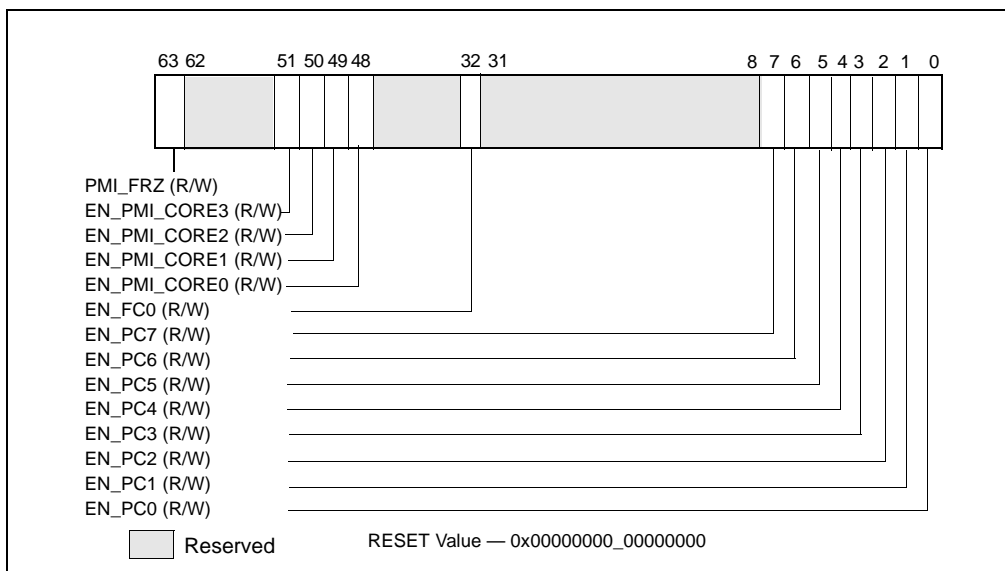 63 62 51 50 49 48 32 31 8 7 6 5 4 3 2 1 0
PMI_FRZ (R/W)
EN_PMI_CORE3 (R/W)
EN_PMI_CORE2 (R/W)
EN_PMI_CORE1 (R/W)
EN_PMI_CORE0 (R/W)
EN_FC0 (R/W)
EN_PC7 (R/W)
EN_PC6 (R/W)
EN_PC5 (R/W)
EN_PC4 (R/W)
EN_PC3 (R/W)
EN_PC2 (R/W)
EN_PC1 (R/W)
EN_PC0 (R/W)
Reserved RESET Value — 0x00000000_00000000